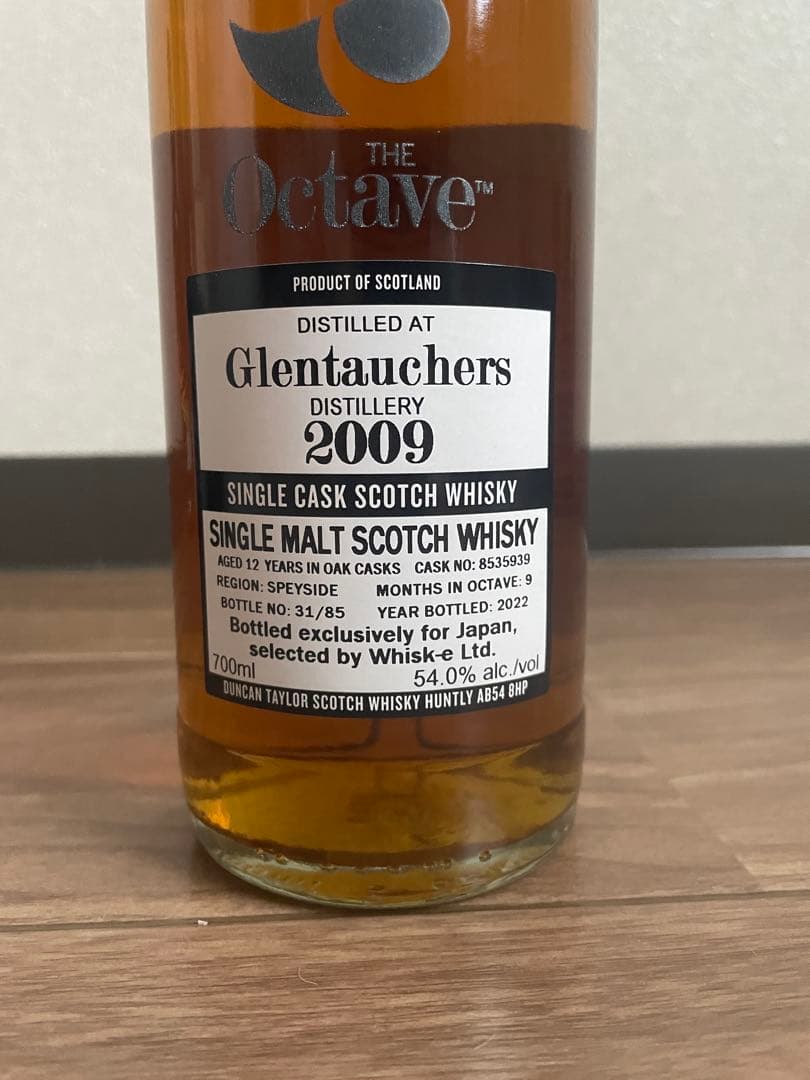 THE
Octave™
PRODUCT OF SCOTLAND
DISTILLED AT
Glentauchers
DISTILLERY
2009
SINGLE CASK SCOTCH WHISKY
SINGLE MALT SCOTCH WHISKY
AGED 12 YEARS IN OAK CASKS CASK NO: 8535939
REGION: SPEYSIDE MONTHS IN OCTAVE: 9
BOTTLE NO: 31/85 YEAR BOTTLED: 2022
Bottled exclusively for Japan,
selected by Whisk-e Ltd.
700ml 54.0% alc./vol
DUNCAN TAYLOR SCOTCH WHISKY HUNTLY AB54 8HP